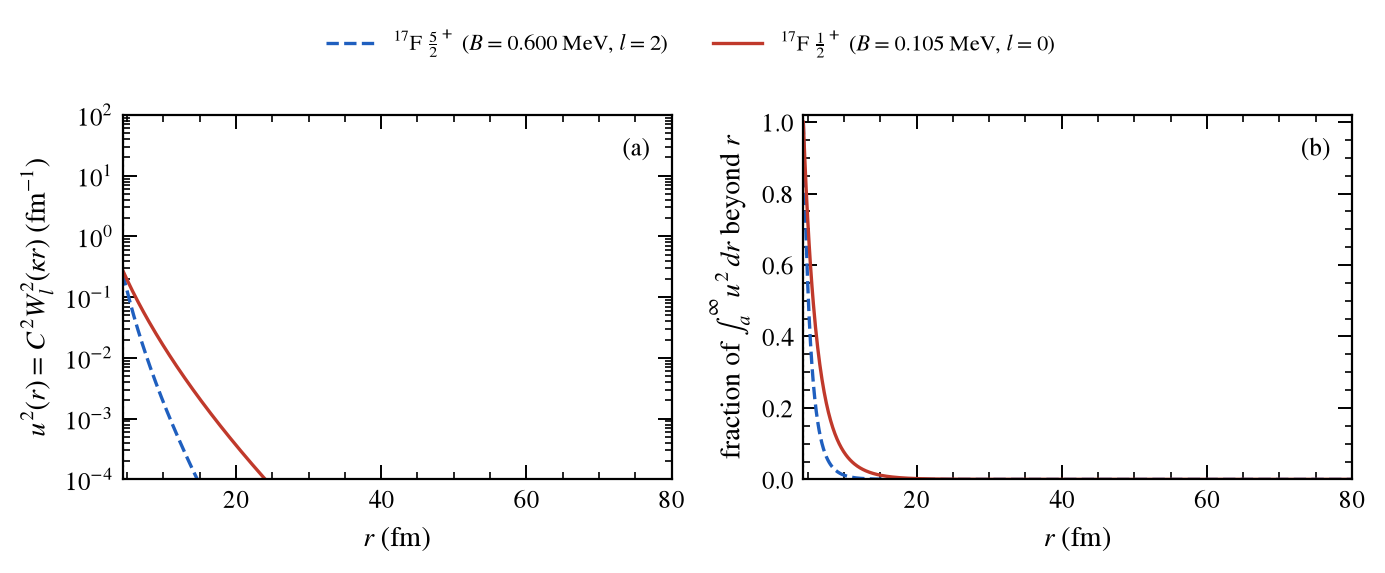 ¹⁷F 5/2⁺ (B = 0.600 MeV, l = 2)
¹⁷F 1/2⁺ (B = 0.105 MeV, l = 0)
(a)
u²(r) = C²W_l²(κr) (fm⁻¹)
10²
10¹
10⁰
10⁻¹
10⁻²
10⁻³
10⁻⁴
20 40 60 80
r (fm)
(b)
fraction of ∫_a^∞ u² dr beyond r
1.0
0.8
0.6
0.4
0.2
0.0
20 40 60 80
r (fm)